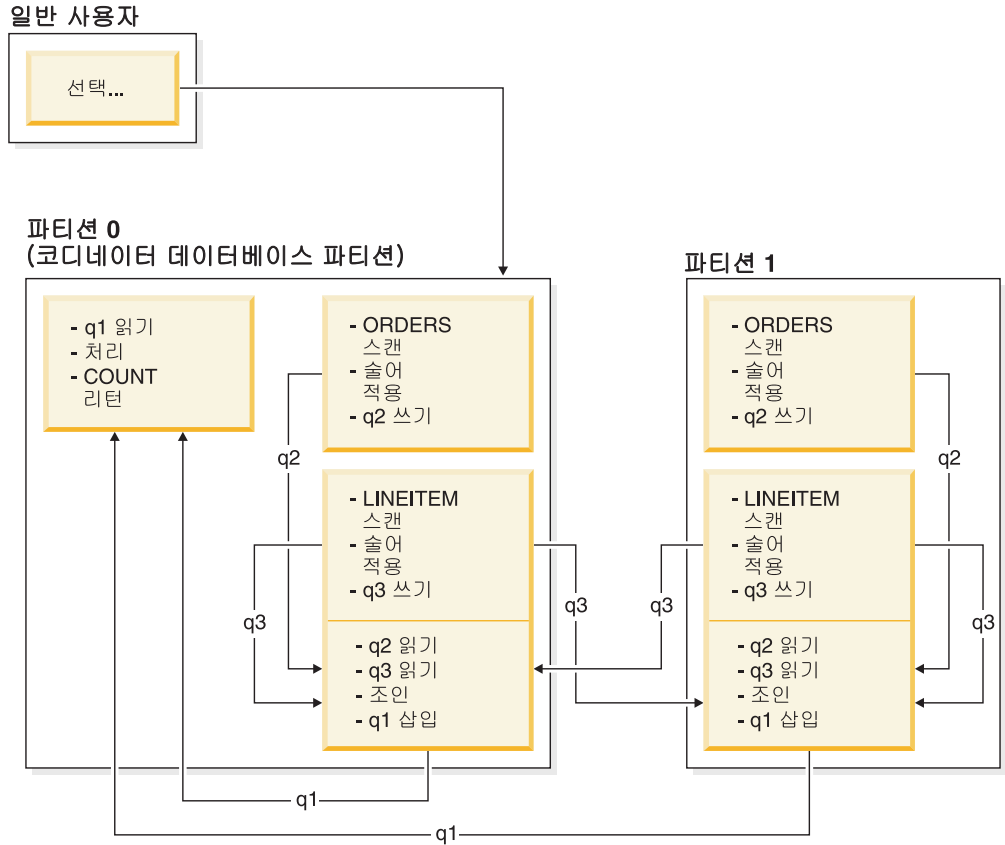 일반 사용자
선택...
파티션 0
(코디네이터 데이터베이스 파티션)
- q1 읽기
- 처리
- COUNT
리턴
- ORDERS
스캔
- 술어
적용
- q2 쓰기
q2
- LINEITEM
스캔
- 술어
적용
- q3 쓰기
q3
- q2 읽기
- q3 읽기
- 조인
- q1 삽입
q3
q3
파티션 1
- ORDERS
스캔
- 술어
적용
- q2 쓰기
q2
- LINEITEM
스캔
- 술어
적용
- q3 쓰기
q3
- q2 읽기
- q3 읽기
- 조인
- q1 삽입
q1
q1